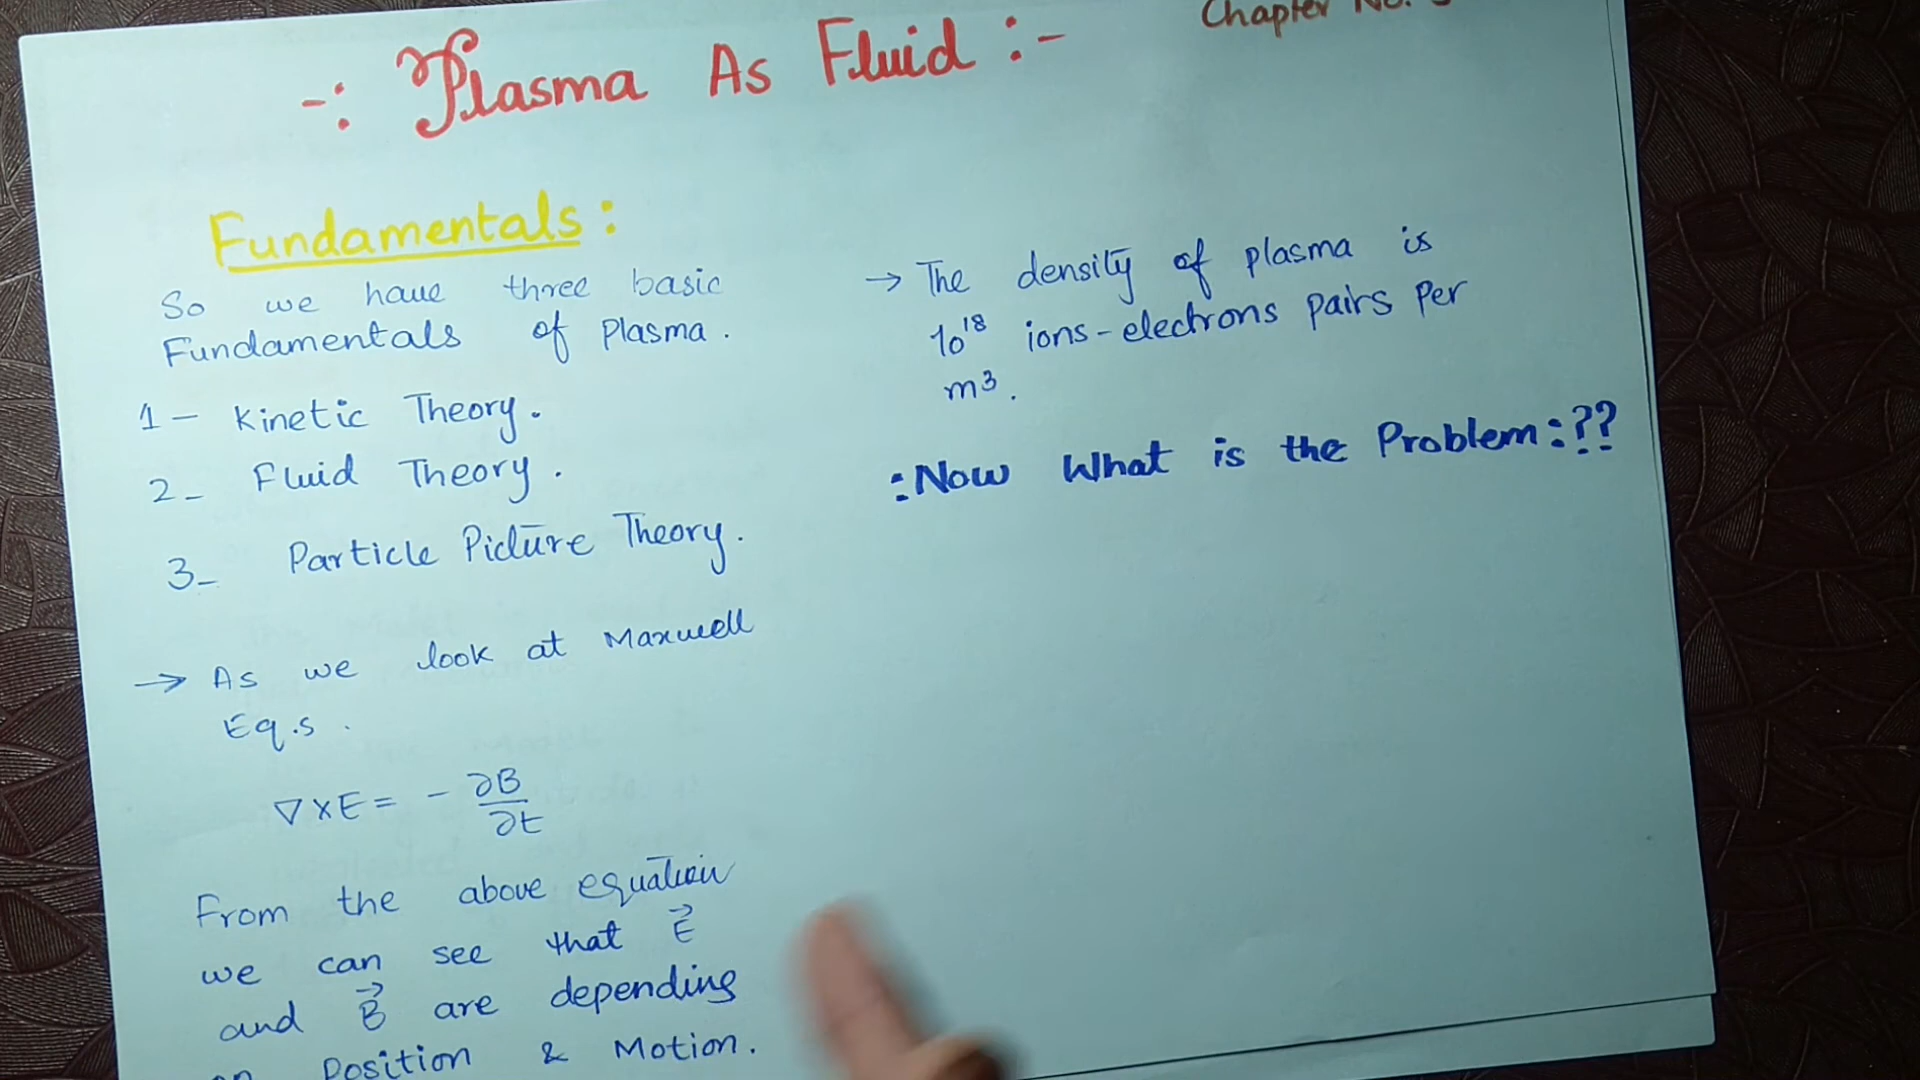 Chapter No.
-: Plasma As Fluid :-
Fundamentals:
So we have three basic
Fundamentals of Plasma.
1- Kinetic Theory.
2- Fluid Theory.
3- Particle Picture Theory.
→ As we look at Maxwell
Eq.s.
∇×E = - ∂B/∂t
From the above equation
we can see that E⃗
and B⃗ are depending
on Position & Motion.
→ The density of plasma is
10¹⁸ ions-electrons pairs per
m³.
:Now What is the Problem:??